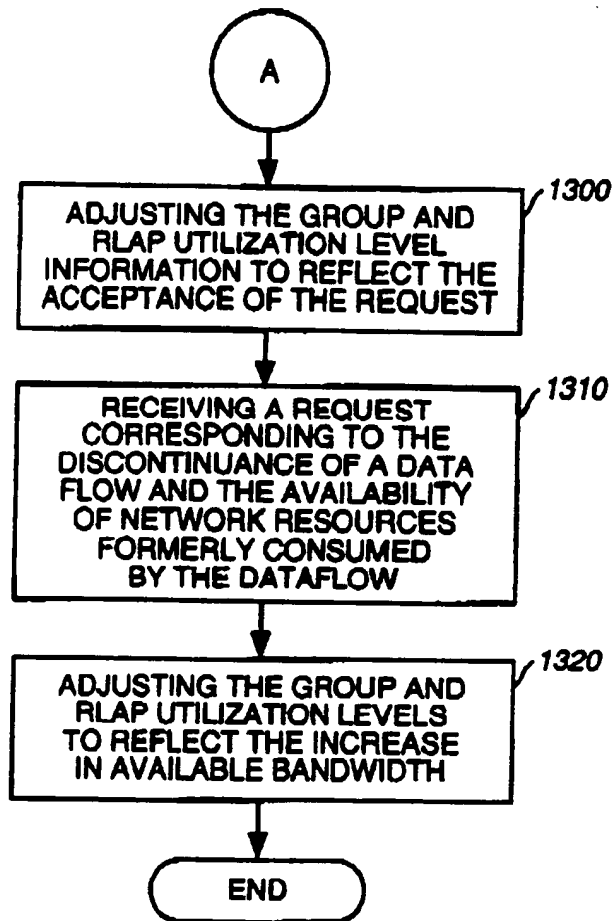 A
1300
ADJUSTING THE GROUP AND
RLAP UTILIZATION LEVEL
INFORMATION TO REFLECT THE
ACCEPTANCE OF THE REQUEST
1310
RECEIVING A REQUEST
CORRESPONDING TO THE
DISCONTINUANCE OF A DATA
FLOW AND THE AVAILABILITY
OF NETWORK RESOURCES
FORMERLY CONSUMED
BY THE DATAFLOW
1320
ADJUSTING THE GROUP AND
RLAP UTILIZATION LEVELS
TO REFLECT THE INCREASE
IN AVAILABLE BANDWIDTH
END